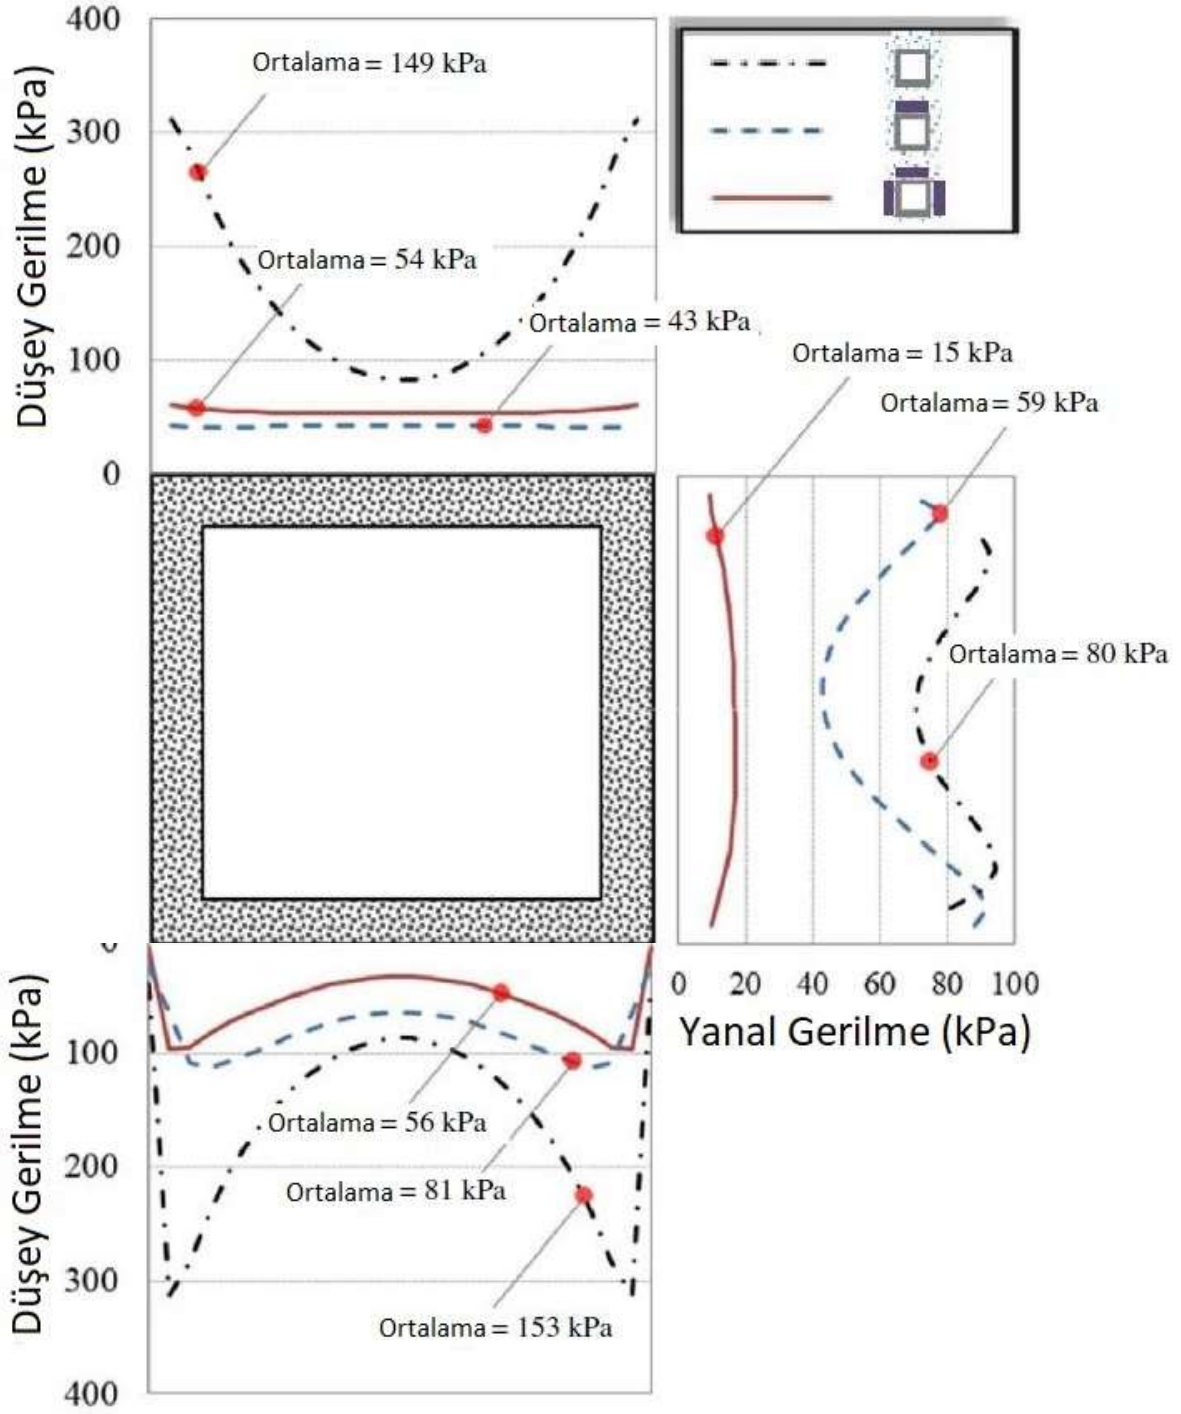 400
300
200
100
0
Düşey Gerilme (kPa)
Ortalama = 149 kPa
Ortalama = 54 kPa
Ortalama = 43 kPa
Ortalama = 15 kPa
Ortalama = 59 kPa
Ortalama = 80 kPa
0 20 40 60 80 100
Yanal Gerilme (kPa)
0
100
200
300
400
Düşey Gerilme (kPa)
Ortalama = 56 kPa
Ortalama = 81 kPa
Ortalama = 153 kPa